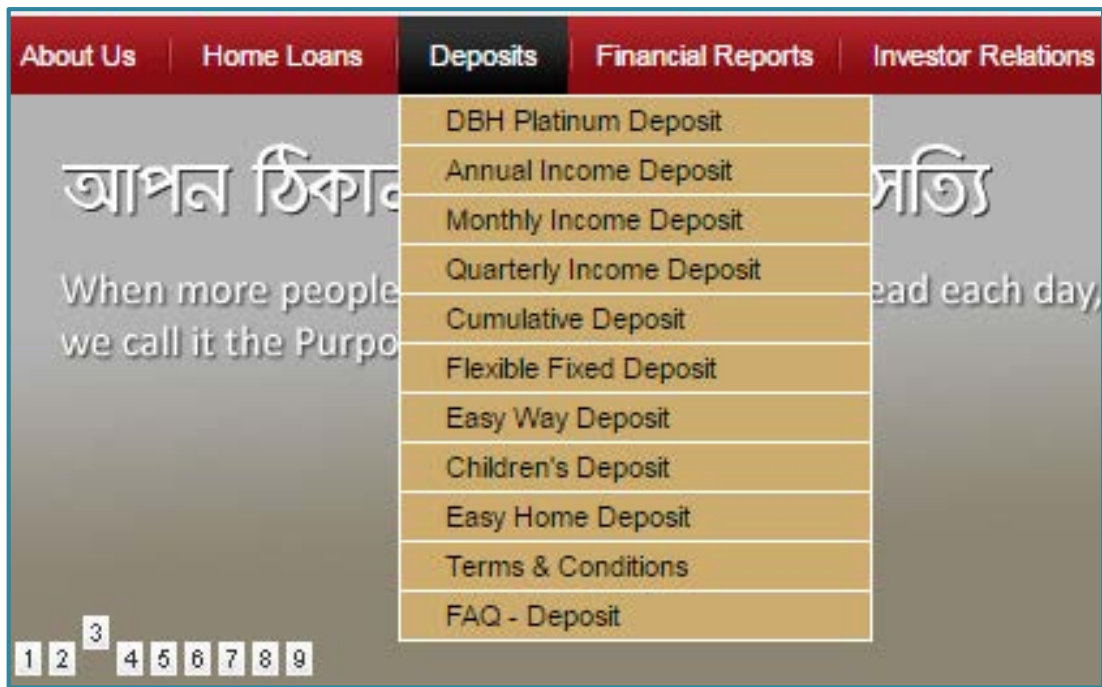 About Us Home Loans Deposits Financial Reports Investor Relations
DBH Platinum Deposit
Annual Income Deposit
Monthly Income Deposit
Quarterly Income Deposit
Cumulative Deposit
Flexible Fixed Deposit
Easy Way Deposit
Children's Deposit
Easy Home Deposit
Terms & Conditions
FAQ - Deposit
আপন সত্যি
When more people ead each day,
we call it the
1 2 3 4 5 6 7 8 9